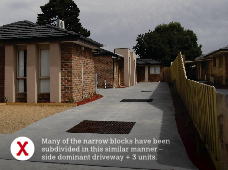 Many of the narrow blocks have been
subdivided in this similar manner –
side dominant driveway + 3 units.